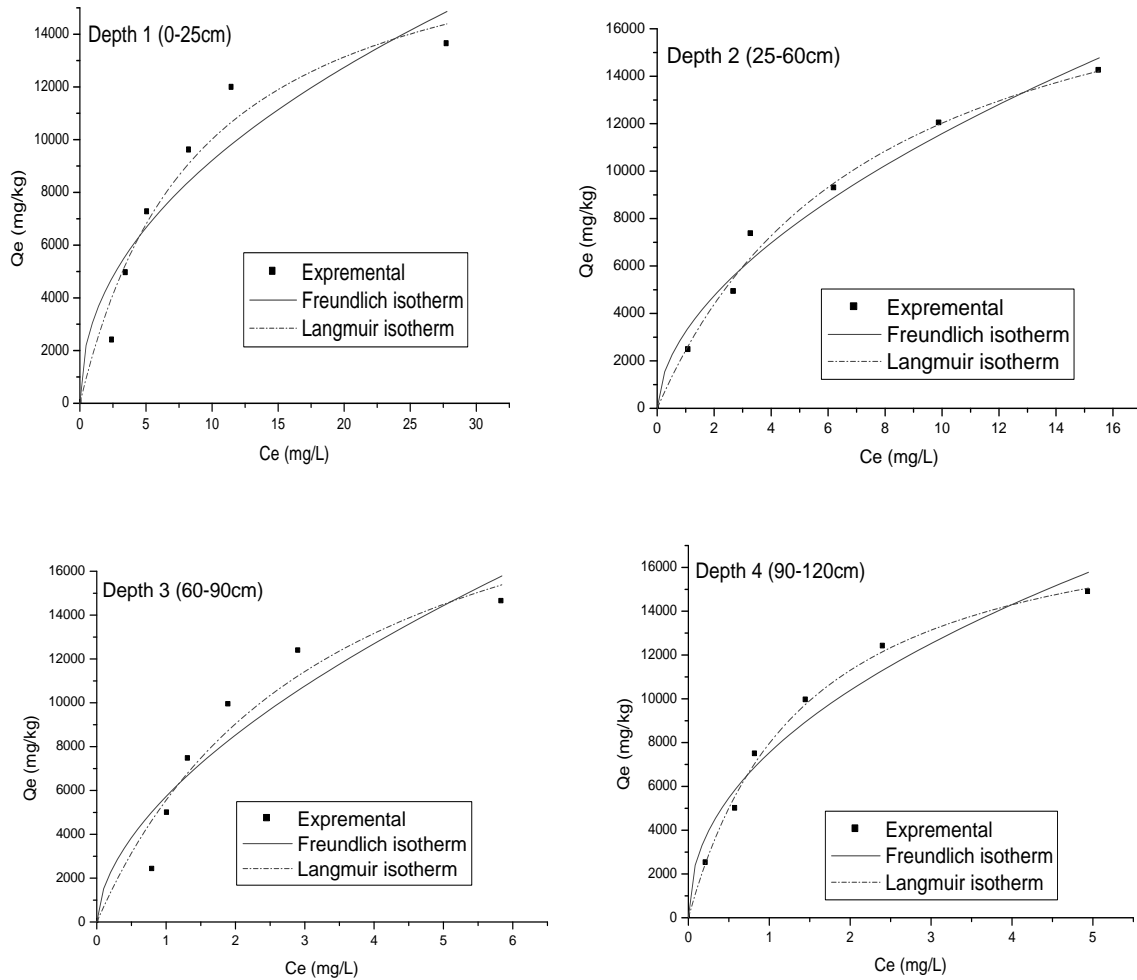 Depth 1 (0-25cm)
14000
12000
10000
8000
6000
4000
2000
0
Qe (mg/kg)
Expremental
Freundlich isotherm
Langmuir isotherm
0 5 10 15 20 25 30
Ce (mg/L)
Depth 2 (25-60cm)
16000
14000
12000
10000
8000
6000
4000
2000
0
Qe (mg/kg)
Expremental
Freundlich isotherm
Langmuir isotherm
0 2 4 6 8 10 12 14 16
Ce (mg/L)
Depth 3 (60-90cm)
16000
14000
12000
10000
8000
6000
4000
2000
0
Qe (mg/kg)
Expremental
Freundlich isotherm
Langmuir isotherm
0 1 2 3 4 5 6
Ce (mg/L)
Depth 4 (90-120cm)
16000
14000
12000
10000
8000
6000
4000
2000
0
Qe (mg/kg)
Expremental
Freundlich isotherm
Langmuir isotherm
0 1 2 3 4 5
Ce (mg/L)